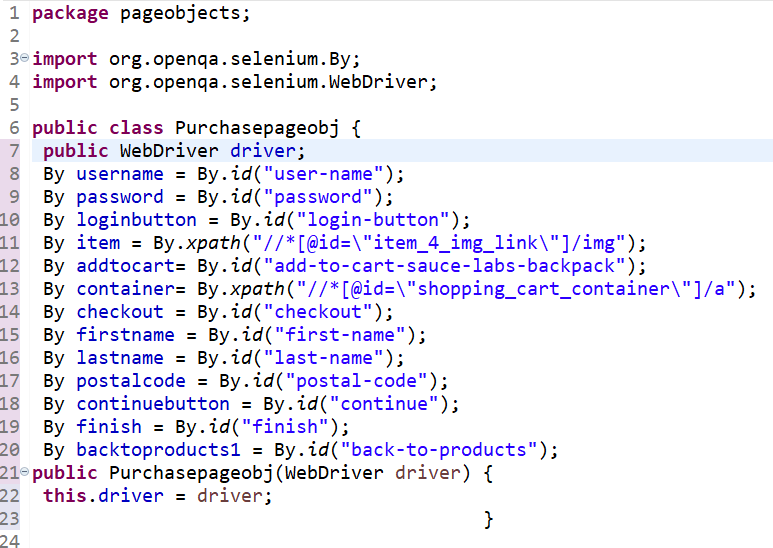 1 package pageobjects;
2
3 import org.openqa.selenium.By;
4 import org.openqa.selenium.WebDriver;
5
6 public class Purchasepageobj {
7 public WebDriver driver;
8 By username = By.id("user-name");
9 By password = By.id("password");
10 By loginbutton = By.id("login-button");
11 By item = By.xpath("//*[@id=\"item_4_img_link\"]/img");
12 By addtocart= By.id("add-to-cart-sauce-labs-backpack");
13 By container= By.xpath("//*[@id=\"shopping_cart_container\"]/a");
14 By checkout = By.id("checkout");
15 By firstname = By.id("first-name");
16 By lastname = By.id("last-name");
17 By postalcode = By.id("postal-code");
18 By continuebutton = By.id("continue");
19 By finish = By.id("finish");
20 By backtoproducts1 = By.id("back-to-products");
21 public Purchasepageobj(WebDriver driver) {
22 this.driver = driver;
23 }
24